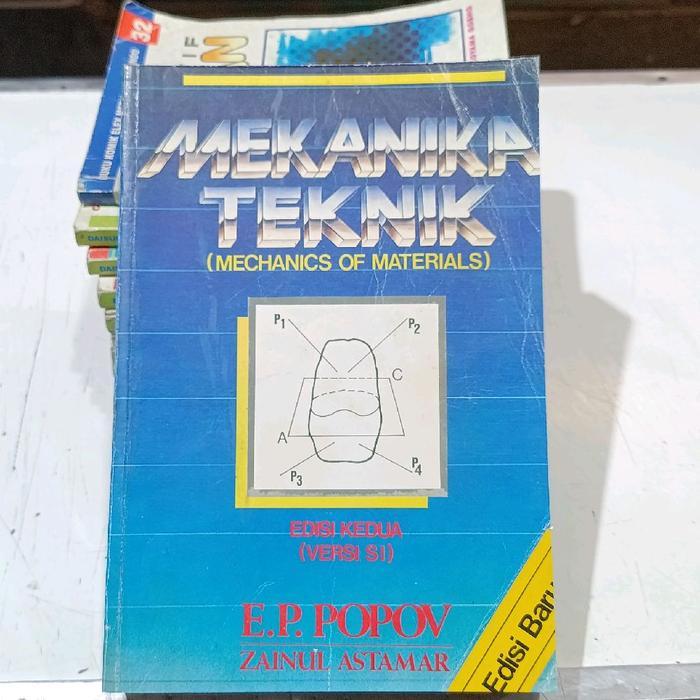 32
IF
MEKANIKA
TEKNIK
(MECHANICS OF MATERIALS)
P1
P2
C
A
P3
P4
EDISI KEDUA
(VERSI SI)
E.P. POPOV
ZAINUL ASTAMAR
Edisi Baru